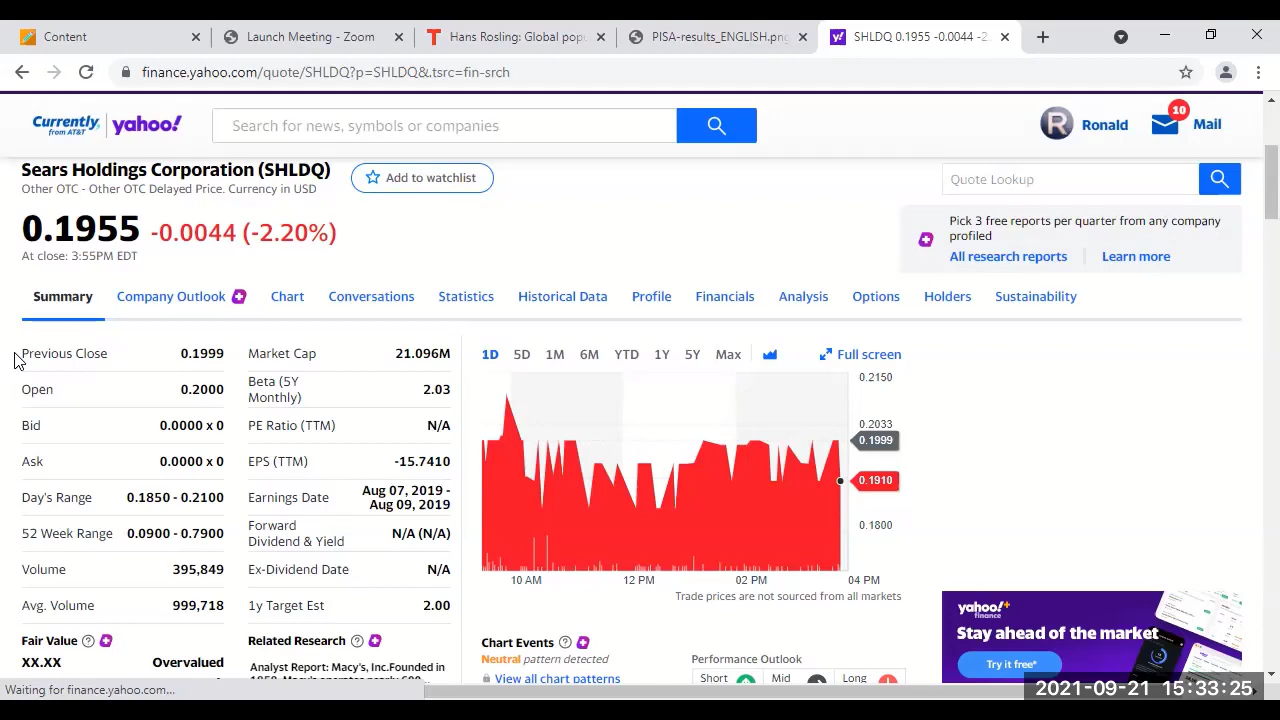 Content
Launch Meeting - Zoom
Hans Rosling: Global popu
PISA-results_ENGLISH.png
SHLDQ 0.1955 -0.0044 -2.
finance.yahoo.com/quote/SHLDQ?p=SHLDQ&.tsrc=fin-srch
Currently, from AT&T
yahoo!
Search for news, symbols or companies
R Ronald
10
Mail
Sears Holdings Corporation (SHLDQ)
Add to watchlist
Other OTC - Other OTC Delayed Price. Currency in USD
Quote Lookup
0.1955 -0.0044 (-2.20%)
At close: 3:55PM EDT
Pick 3 free reports per quarter from any company
profiled
All research reports
Learn more
Summary
Company Outlook
Chart
Conversations
Statistics
Historical Data
Profile
Financials
Analysis
Options
Holders
Sustainability
Previous Close 0.1999
Open 0.2000
Bid 0.0000 x 0
Ask 0.0000 x 0
Day's Range 0.1850 - 0.2100
52 Week Range 0.0900 - 0.7900
Volume 395,849
Avg. Volume 999,718
Fair Value
XX.XX Overvalued
Market Cap 21.096M
Beta (5Y
Monthly) 2.03
PE Ratio (TTM) N/A
EPS (TTM) -15.7410
Earnings Date Aug 07, 2019 -
Aug 09, 2019
Forward
Dividend & Yield N/A (N/A)
Ex-Dividend Date N/A
1y Target Est 2.00
Related Research
Analyst Report: Macy's, Inc.Founded in
1D 5D 1M 6M YTD 1Y 5Y Max
Full screen
0.2150
0.2033
0.1999
0.1910
0.1800
10 AM 12 PM 02 PM 04 PM
Trade prices are not sourced from all markets
Chart Events
Neutral pattern detected
View all chart patterns
Performance Outlook
Short Mid Long
yahoo!+
finance
Stay ahead of the market
Try it free*
Waiting for finance.yahoo.com...
2021-09-21 15:33:25